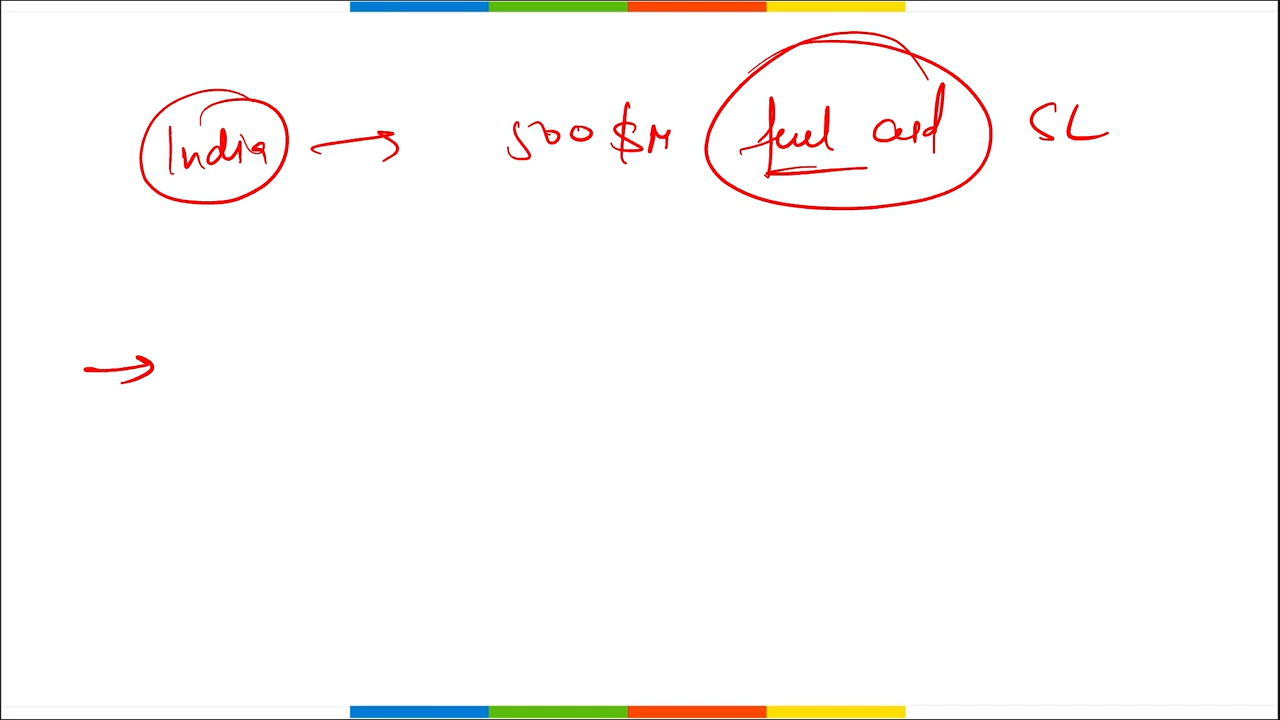 India → 500 $M fuel aid SL
→